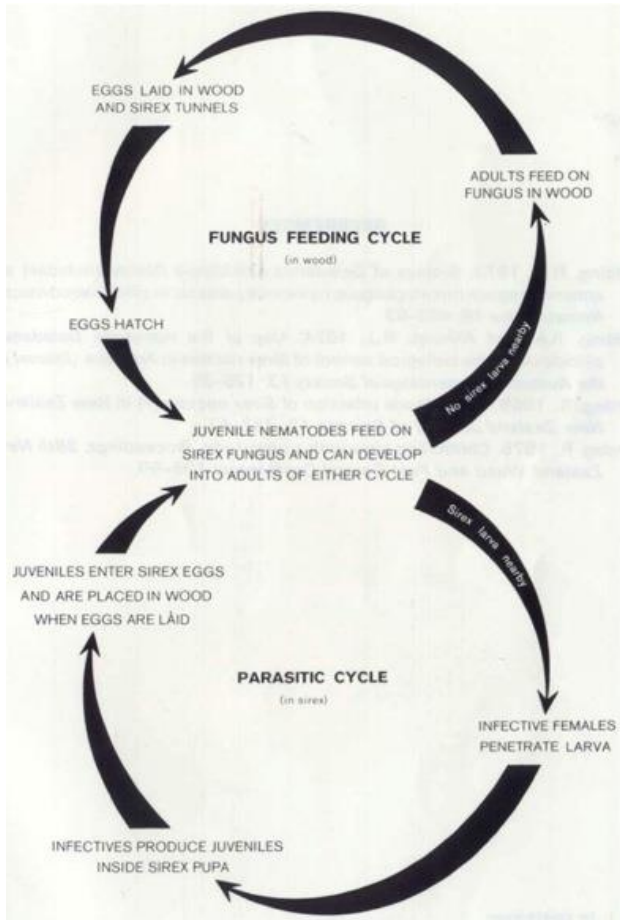 EGGS LAID IN WOOD
AND SIREX TUNNELS
ADULTS FEED ON
FUNGUS IN WOOD
FUNGUS FEEDING CYCLE
(in wood)
EGGS HATCH
No sirex larva nearby
JUVENILE NEMATODES FEED ON
SIREX FUNGUS AND CAN DEVELOP
INTO ADULTS OF EITHER CYCLE
Sirex larva nearby
JUVENILES ENTER SIREX EGGS
AND ARE PLACED IN WOOD
WHEN EGGS ARE LAID
PARASITIC CYCLE
(in sirex)
INFECTIVE FEMALES
PENETRATE LARVA
INFECTIVES PRODUCE JUVENILES
INSIDE SIREX PUPA